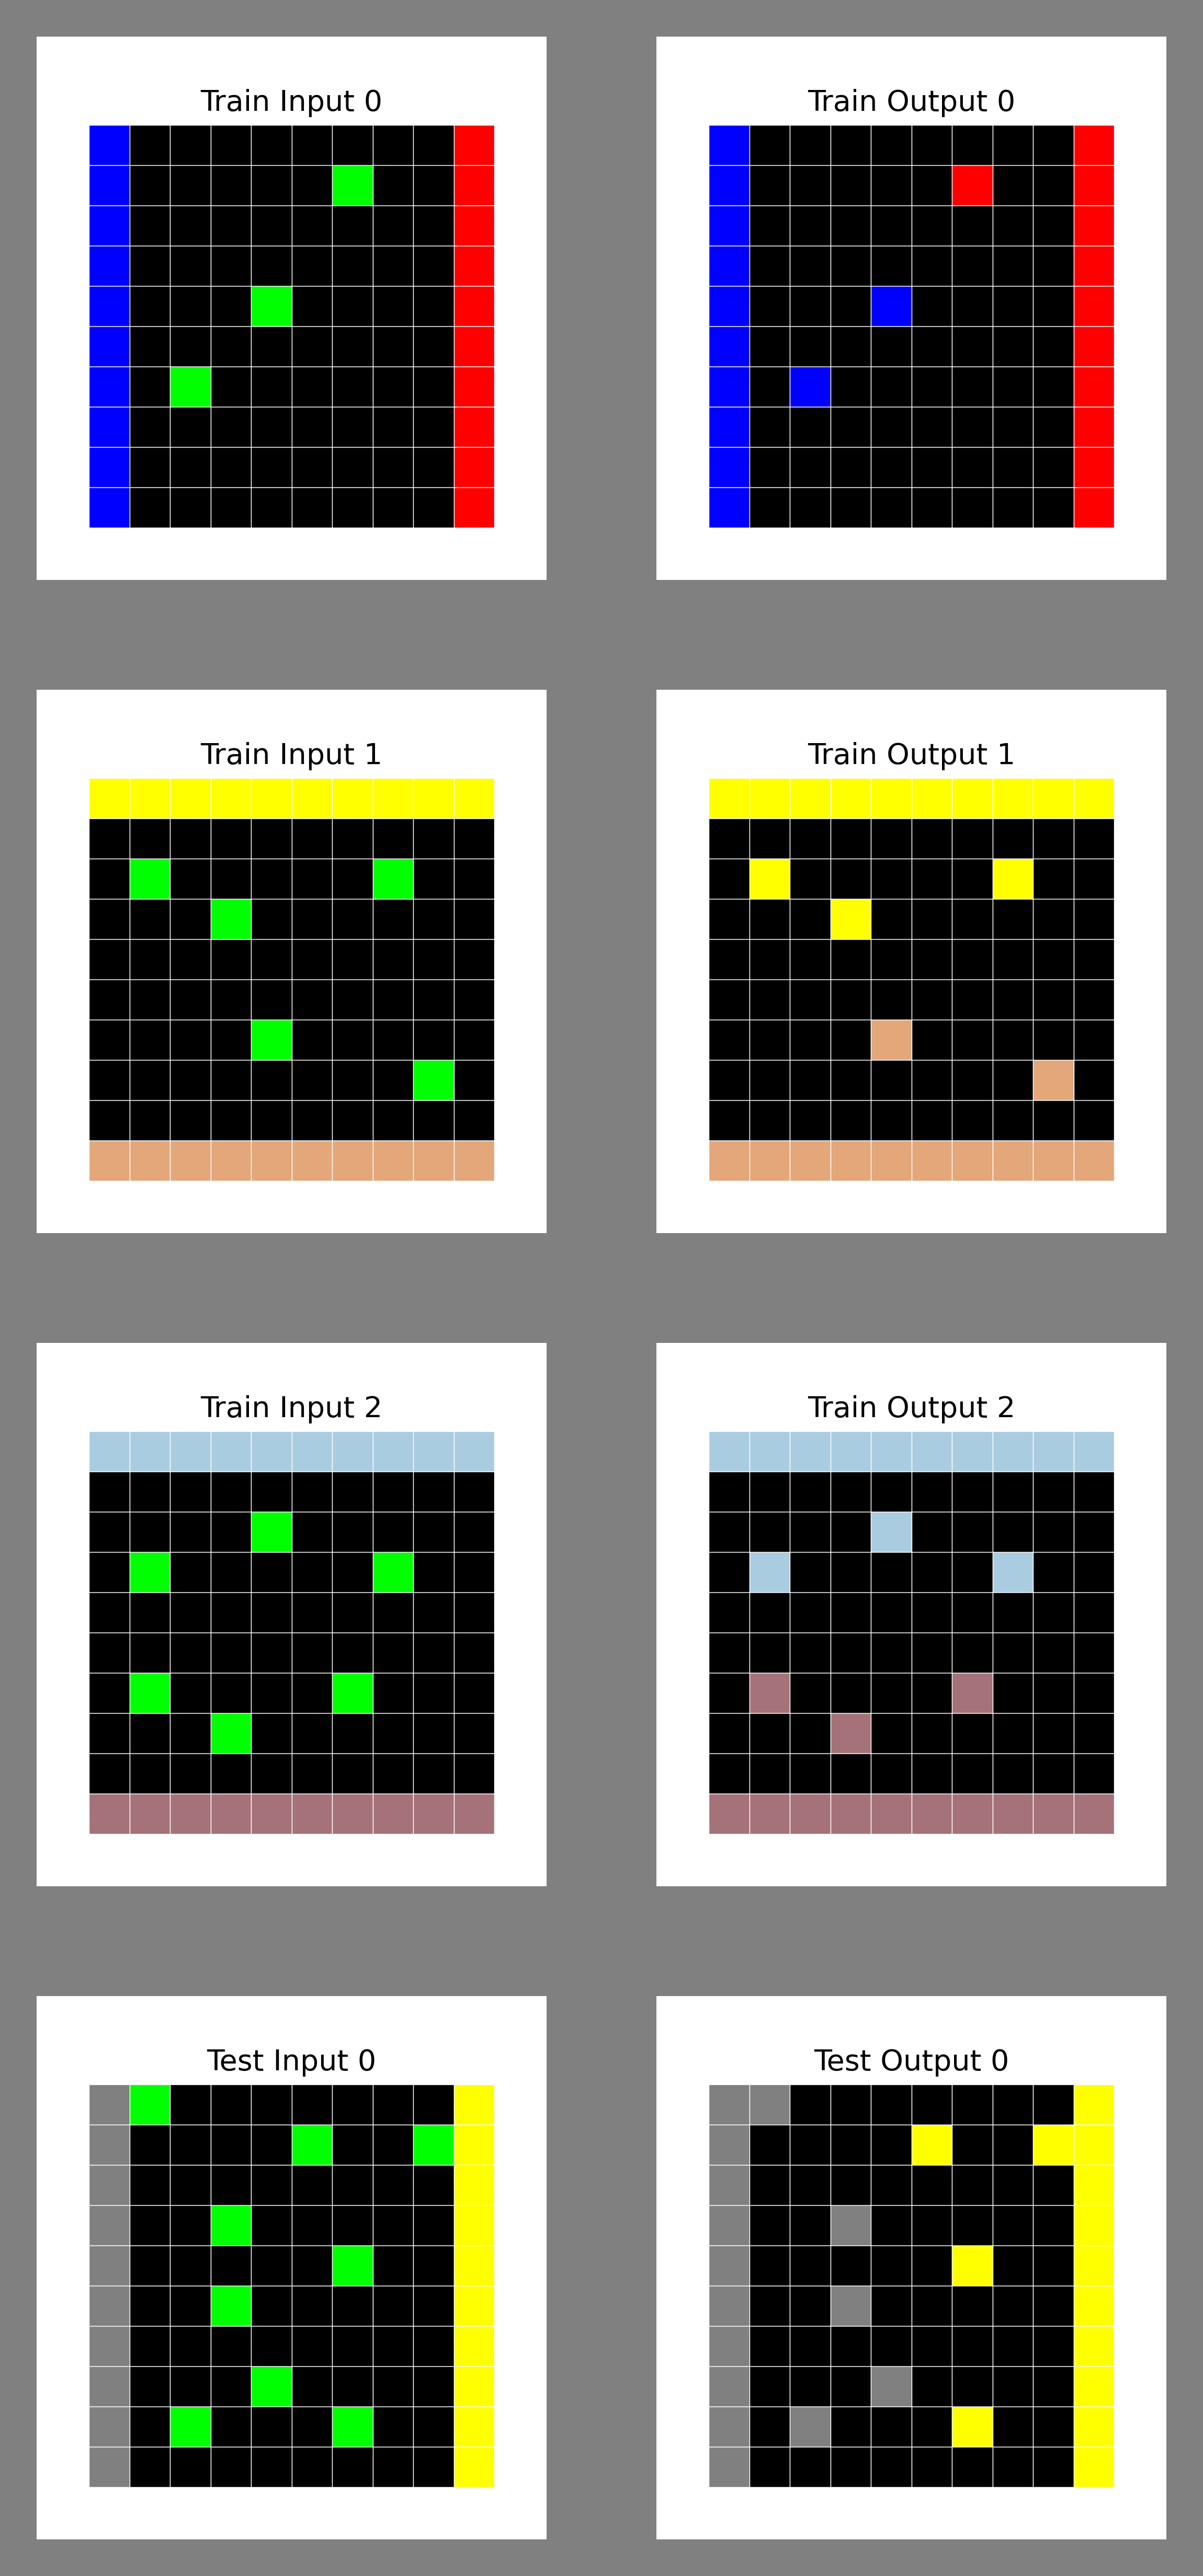 Train Input 0
Train Output 0
Train Input 1
Train Output 1
Train Input 2
Train Output 2
Test Input 0
Test Output 0